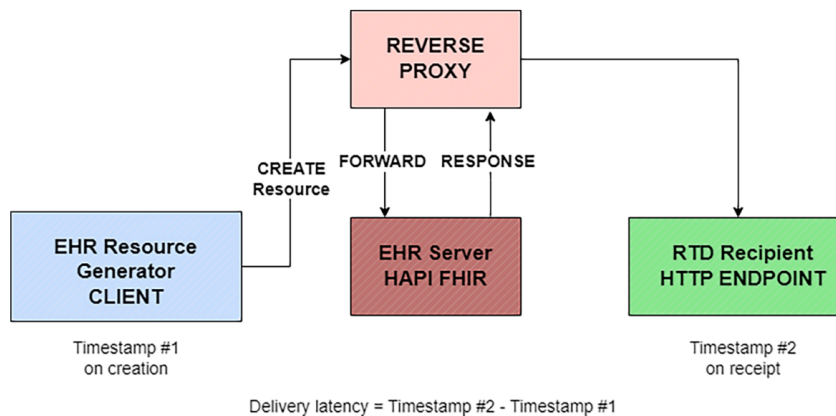 REVERSE
PROXY
CREATE
Resource
FORWARD
RESPONSE
EHR Resource
Generator
CLIENT
EHR Server
HAPI FHIR
RTD Recipient
HTTP ENDPOINT
Timestamp #1
on creation
Timestamp #2
on receipt
Delivery latency = Timestamp #2 - Timestamp #1